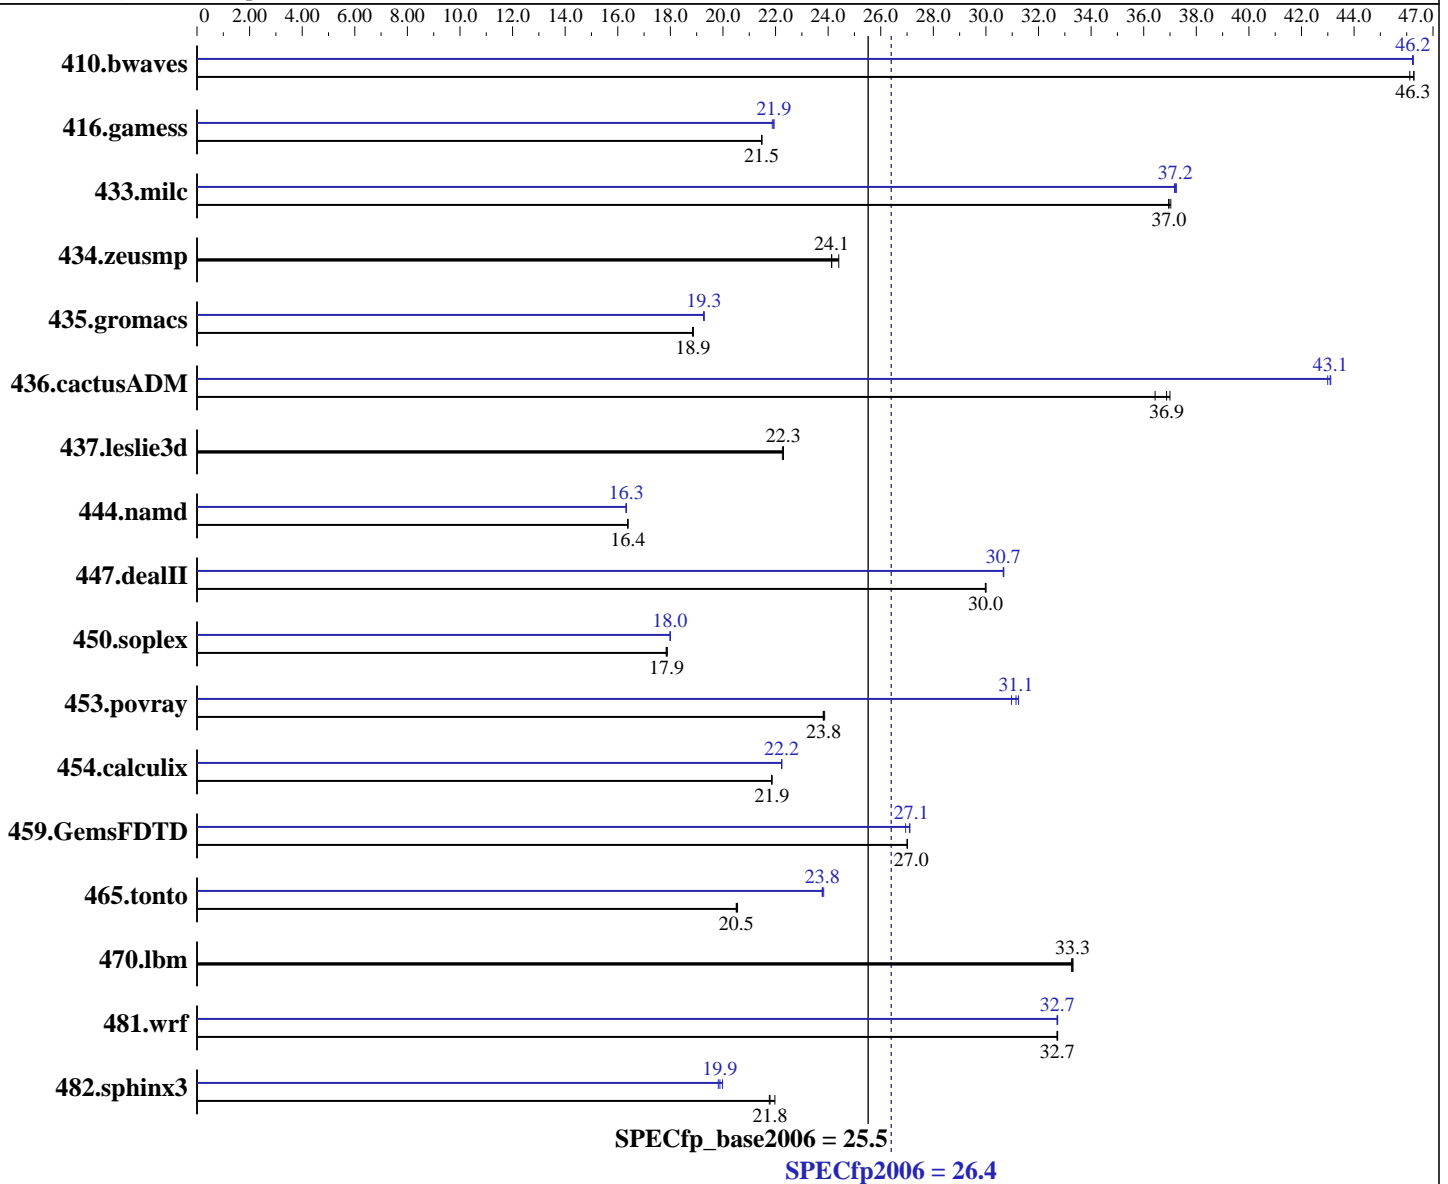 0 2.00 4.00 6.00 8.00 10.0 12.0 14.0 16.0 18.0 20.0 22.0 24.0 26.0 28.0 30.0 32.0 34.0 36.0 38.0 40.0 42.0 44.0 47.0
410.bwaves
46.2
46.3
416.gamess
21.9
21.5
433.milc
37.2
37.0
434.zeusmp
24.1
435.gromacs
19.3
18.9
436.cactusADM
43.1
36.9
437.leslie3d
22.3
444.namd
16.3
16.4
447.dealII
30.7
30.0
450.soplex
18.0
17.9
453.povray
31.1
23.8
454.calculix
22.2
21.9
459.GemsFDTD
27.1
27.0
465.tonto
23.8
20.5
470.lbm
33.3
481.wrf
32.7
32.7
482.sphinx3
19.9
21.8
SPECfp_base2006 = 25.5
SPECfp2006 = 26.4